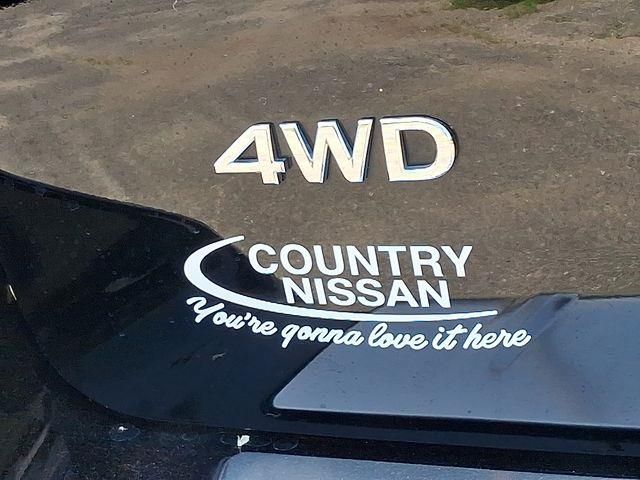 4WD
COUNTRY
NISSAN
You're gonna love it here